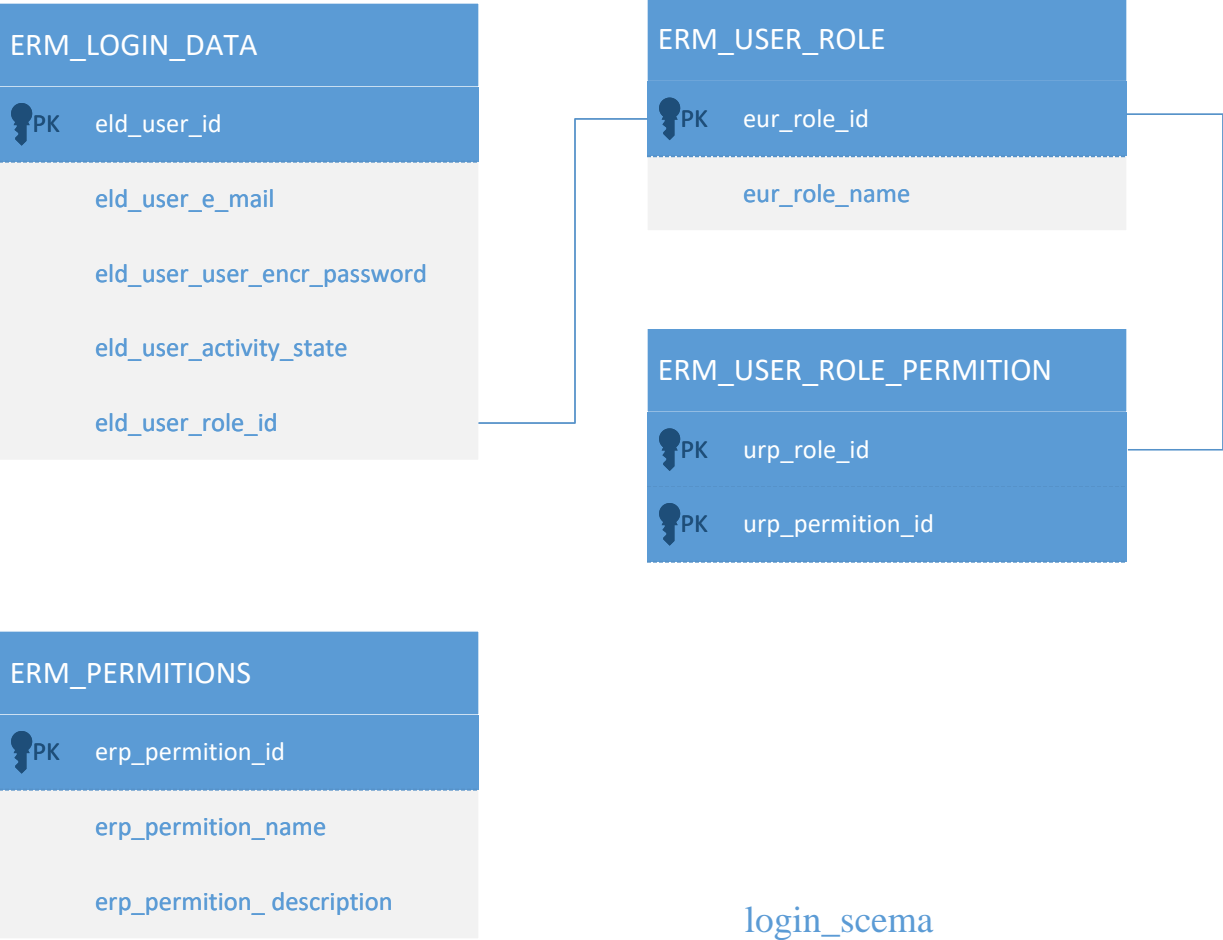 ERM_LOGIN_DATA
PK eld_user_id
eld_user_e_mail
eld_user_user_encr_password
eld_user_activity_state
eld_user_role_id
ERM_USER_ROLE
PK eur_role_id
eur_role_name
ERM_USER_ROLE_PERMITION
PK urp_role_id
PK urp_permition_id
ERM_PERMITIONS
PK erp_permition_id
erp_permition_name
erp_permition_ description
login_scema